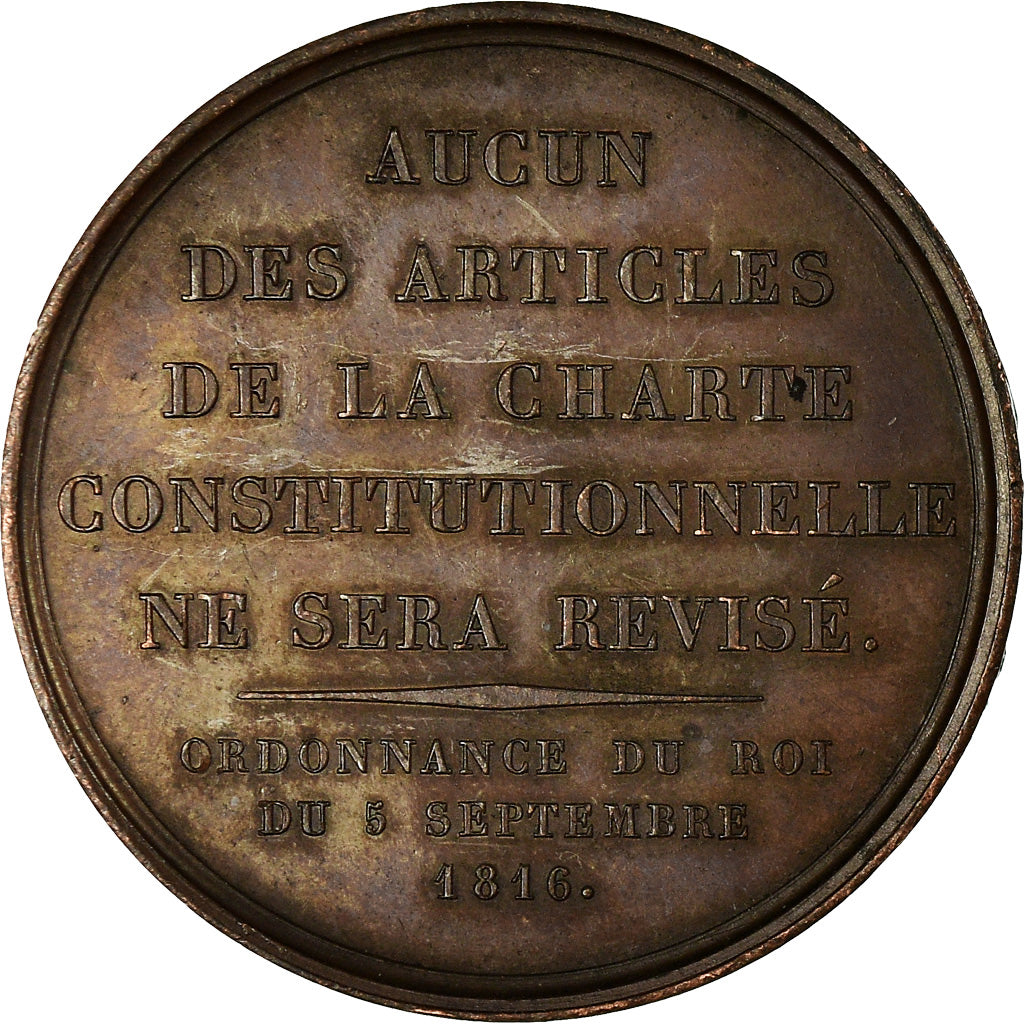 AUCUN
DES ARTICLES
DE LA CHARTE
CONSTITUTIONNELLE
NE SERA REVISÉ.
ORDONNANCE DU ROI
DU 5 SEPTEMBRE
1816.